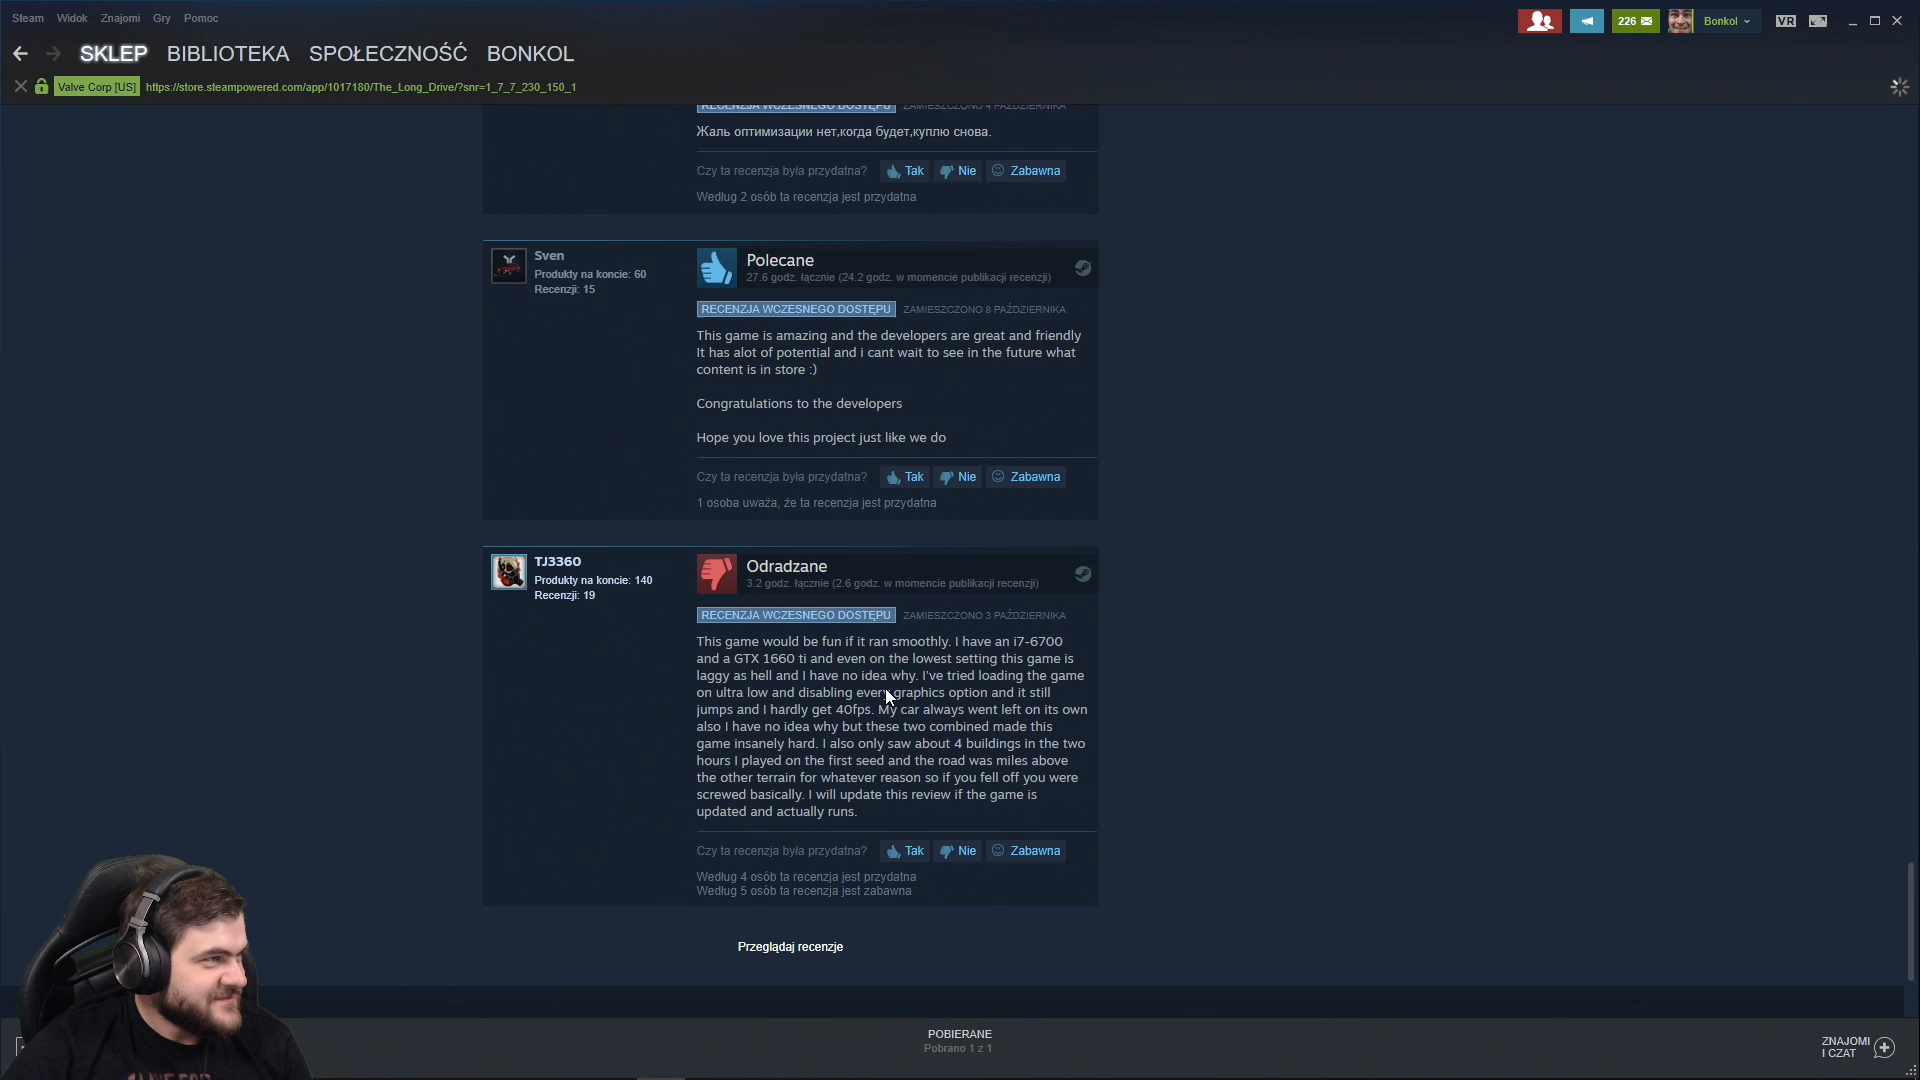 Steam Widok Znajomi Gry Pomoc
226
Bonkol
VR
SKLEP BIBLIOTEKA SPOŁECZNOŚĆ BONKOL
Valve Corp [US] https://store.steampowered.com/app/1017180/The_Long_Drive/?snr=1_7_7_230_150_1
RECENZJA WCZESNEGO DOSTĘPU ZAMIESZCZONO 4 PAŹDZIERNIKA
Жаль оптимизации нет,когда будет,куплю снова.
Czy ta recenzja była przydatna? Tak Nie Zabawna
Według 2 osób ta recenzja jest przydatna
Sven
Produkty na koncie: 60
Recenzji: 15
Polecane
27.6 godz. łącznie (24.2 godz. w momencie publikacji recenzji)
RECENZJA WCZESNEGO DOSTĘPU ZAMIESZCZONO 8 PAŹDZIERNIKA
This game is amazing and the developers are great and friendly
It has alot of potential and i cant wait to see in the future what
content is in store :)
Congratulations to the developers
Hope you love this project just like we do
Czy ta recenzja była przydatna? Tak Nie Zabawna
1 osoba uważa, że ta recenzja jest przydatna
TJ3360
Produkty na koncie: 140
Recenzji: 19
Odradzane
3.2 godz. łącznie (2.6 godz. w momencie publikacji recenzji)
RECENZJA WCZESNEGO DOSTĘPU ZAMIESZCZONO 3 PAŹDZIERNIKA
This game would be fun if it ran smoothly. I have an i7-6700
and a GTX 1660 ti and even on the lowest setting this game is
laggy as hell and I have no idea why. I've tried loading the game
on ultra low and disabling every graphics option and it still
jumps and I hardly get 40fps. My car always went left on its own
also I have no idea why but these two combined made this
game insanely hard. I also only saw about 4 buildings in the two
hours I played on the first seed and the road was miles above
the other terrain for whatever reason so if you fell off you were
screwed basically. I will update this review if the game is
updated and actually runs.
Czy ta recenzja była przydatna? Tak Nie Zabawna
Według 4 osób ta recenzja jest przydatna
Według 5 osób ta recenzja jest zabawna
Przeglądaj recenzje
POBIERANE
Pobrano 1 z 1
ZNAJOMI
I CZAT